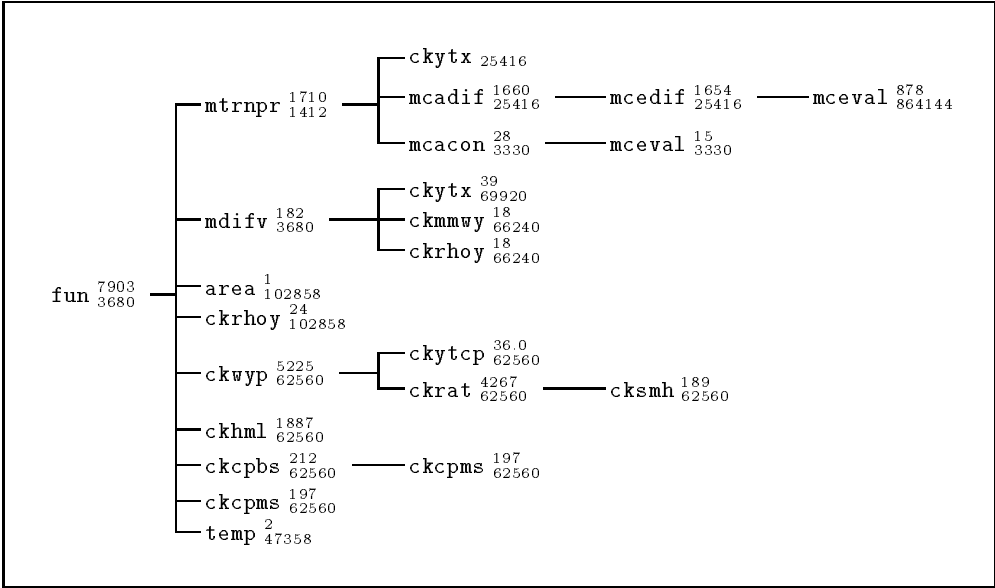 ckytx 25416
mtrnpr 1710 1412
mcadif 1660 25416
mcedif 1654 25416
mceval 878 864144
mcacon 28 3330
mceval 15 3330
mdifv 182 3680
ckytx 39 69920
ckmmwy 18 66240
ckrhoy 18 66240
fun 7903 3680
area 1 102858
ckrhoy 24 102858
ckwyp 5225 62560
ckytcp 36.0 62560
ckrat 4267 62560
cksmh 189 62560
ckhml 1887 62560
ckcpbs 212 62560
ckcpms 197 62560
ckcpms 197 62560
temp 2 47358